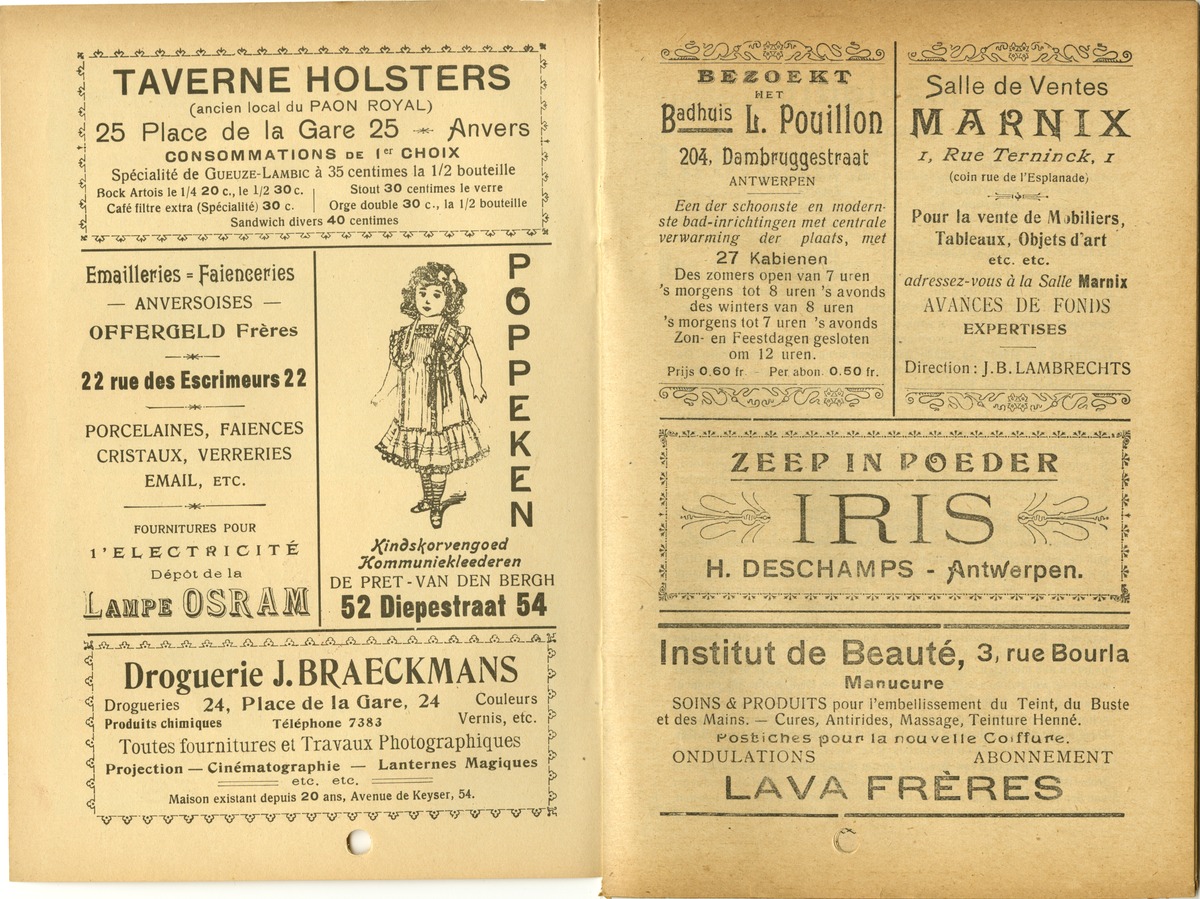 TAVERNE HOLSTERS
(ancien local du PAON ROYAL)
25 Place de la Gare 25 — Anvers
CONSOMMATIONS DE 1er CHOIX
Spécialité de GUEUZE-LAMBIC à 35 centimes la 1/2 bouteille
Bock Artois le 1/4 20 c., le 1/2 30 c.
Café filtre extra (Spécialité) 30 c.
Stout 30 centimes le verre
Orge double 30 c., la 1/2 bouteille
Sandwich divers 40 centimes
Emailleries = Faienceries
— ANVERSOISES —
OFFERGELD Frères
22 rue des Escrimeurs 22
PORCELAINES, FAIENCES
CRISTAUX, VERRERIES
EMAIL, ETC.
FOURNITURES POUR
l'ELECTRICITÉ
Dépôt de la
LAMPE OSRAM
POPPEKEN
Kindskorvengoed
Kommuniekleederen
DE PRET-VAN DEN BERGH
52 Diepestraat 54
Droguerie J. BRAECKMANS
Drogueries 24, Place de la Gare, 24 Couleurs
Produits chimiques Téléphone 7383 Vernis, etc.
Toutes fournitures et Travaux Photographiques
Projection — Cinématographie — Lanternes Magiques
etc. etc.
Maison existant depuis 20 ans, Avenue de Keyser, 54.
BEZOEKT
HET
Badhuis L. Pouillon
204, Dambruggestraat
ANTWERPEN
Een der schoonste en modern-
ste bad-inrichtingen met centrale
verwarming der plaats, met
27 Kabienen
Des zomers open van 7 uren
's morgens tot 8 uren 's avonds
des winters van 8 uren
's morgens tot 7 uren 's avonds
Zon- en Feestdagen gesloten
om 12 uren.
Prijs 0.60 fr. - Per abon. 0.50 fr.
Salle de Ventes
MARNIX
1, Rue Terninck, 1
(coin rue de l'Esplanade)
Pour la vente de Mobiliers,
Tableaux, Objets d'art
etc. etc.
adressez-vous à la Salle Marnix
AVANCES DE FONDS
EXPERTISES
Direction : J. B. LAMBRECHTS
ZEEP IN POEDER
IRIS
H. DESCHAMPS - Antwerpen.
Institut de Beauté, 3, rue Bourla
Manucure
SOINS & PRODUITS pour l'embellissement du Teint, du Buste
et des Mains. — Cures, Antirides, Massage, Teinture Henné.
Postiches pour la nouvelle Coiffure.
ONDULATIONS ABONNEMENT
LAVA FRÈRES